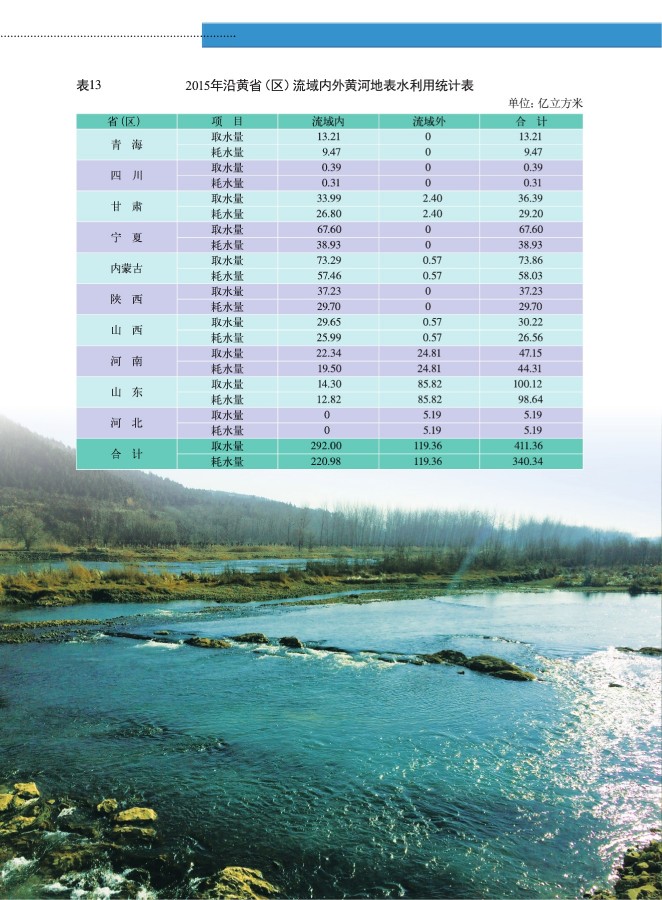 表13 2015年沿黄省（区）流域内外黄河地表水利用统计表
单位：亿立方米
省（区） 项 目 流域内 流域外 合 计
青 海 取水量 13.21 0 13.21
耗水量 9.47 0 9.47
四 川 取水量 0.39 0 0.39
耗水量 0.31 0 0.31
甘 肃 取水量 33.99 2.40 36.39
耗水量 26.80 2.40 29.20
宁 夏 取水量 67.60 0 67.60
耗水量 38.93 0 38.93
内蒙古 取水量 73.29 0.57 73.86
耗水量 57.46 0.57 58.03
陕 西 取水量 37.23 0 37.23
耗水量 29.70 0 29.70
山 西 取水量 29.65 0.57 30.22
耗水量 25.99 0.57 26.56
河 南 取水量 22.34 24.81 47.15
耗水量 19.50 24.81 44.31
山 东 取水量 14.30 85.82 100.12
耗水量 12.82 85.82 98.64
河 北 取水量 0 5.19 5.19
耗水量 0 5.19 5.19
合 计 取水量 292.00 119.36 411.36
耗水量 220.98 119.36 340.34